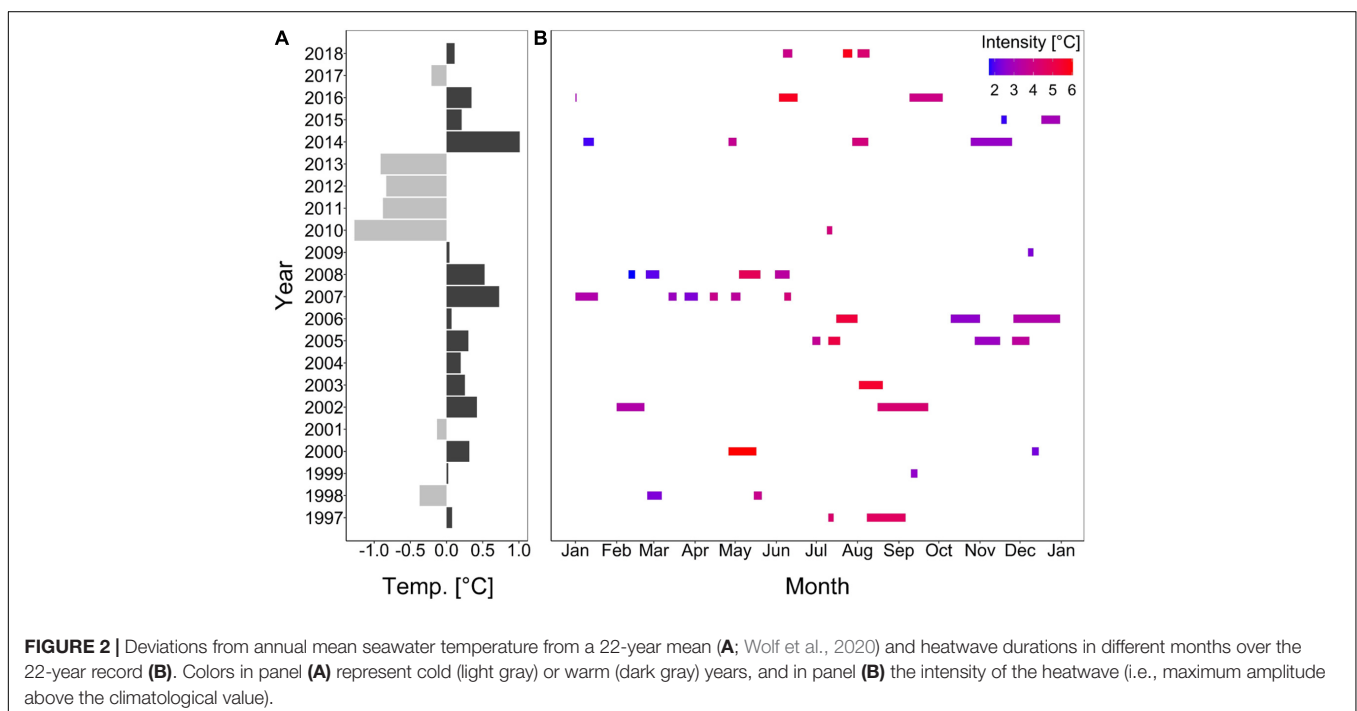 A
B
Year
2018
2017
2016
2015
2014
2013
2012
2011
2010
2009
2008
2007
2006
2005
2004
2003
2002
2001
2000
1999
1998
1997
-1.0 -0.5 0.0 0.5 1.0
Temp. [°C]
Intensity [°C]
2 3 4 5 6
Jan Feb Mar Apr May Jun Jul Aug Sep Oct Nov Dec Jan
Month
FIGURE 2 | Deviations from annual mean seawater temperature from a 22-year mean (A; Wolf et al., 2020) and heatwave durations in different months over the
22-year record (B). Colors in panel (A) represent cold (light gray) or warm (dark gray) years, and in panel (B) the intensity of the heatwave (i.e., maximum amplitude
above the climatological value).